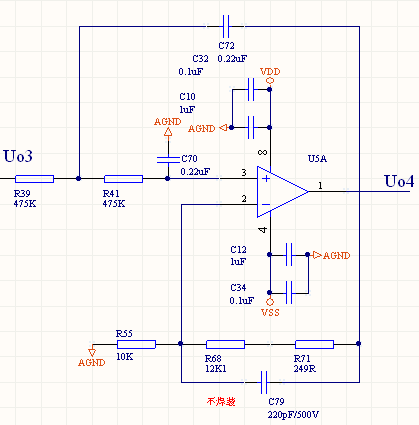 C72
0.22uF
C32
0.1uF
VDD
C10
1uF
AGND
AGND
8
U5A
Uo3
C70
0.22uF
R39
475K
R41
475K
3
2
1
Uo4
4
C12
1uF
AGND
C34
0.1uF
VSS
R55
10K
AGND
R68
12K1
R71
249R
不焊装
C79
220pF/500V